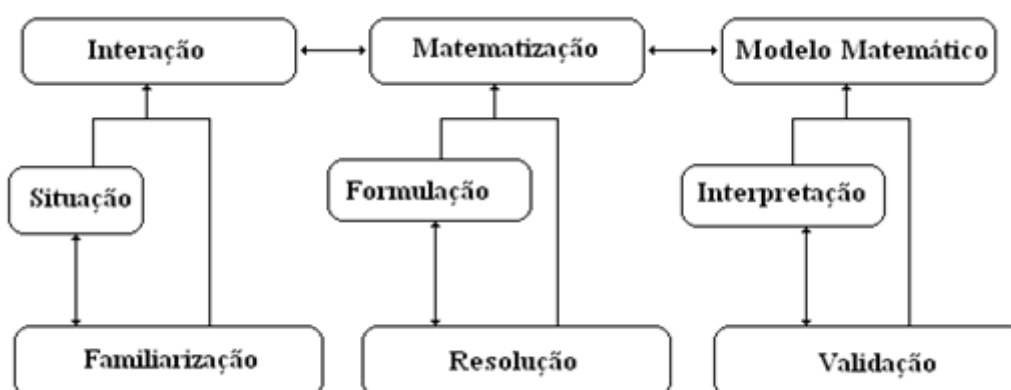 Interação
Matematização
Modelo Matemático
Situação
Formulação
Interpretação
Familiarização
Resolução
Validação